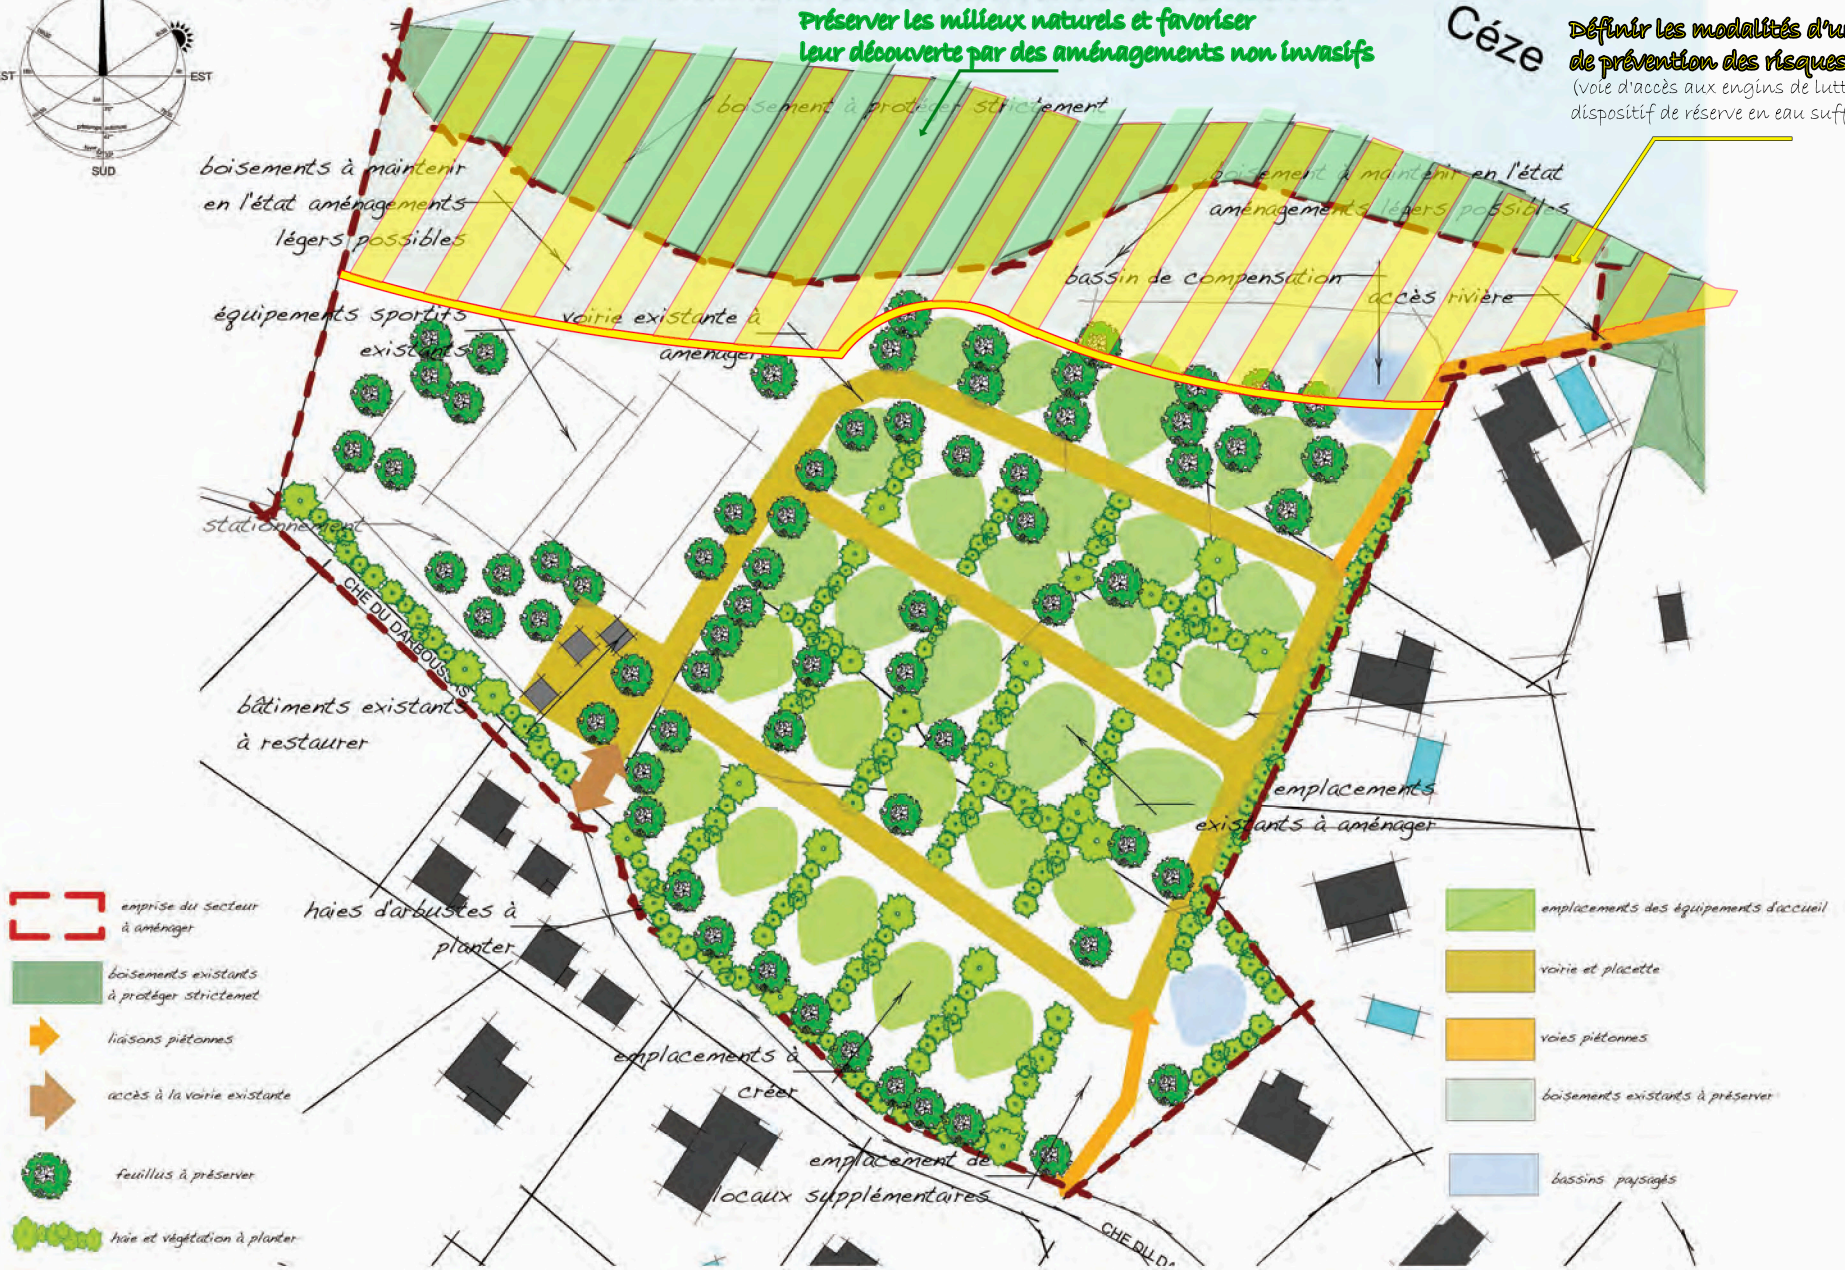 Préserver les milieux naturels et favoriser
leur découverte par des aménagements non invasifs
Céze
Définir les modalités d'u
de prévention des risques
(voie d'accès aux engins de lutt
dispositif de réserve en eau suff
EST
SUD
boisement à protéger strictement
boisements à maintenir
en l'état aménagements
légers possibles
boisement à maintenir en l'état
aménagements légers possibles
bassin de compensation
accès rivière
équipements sportifs
existants
voirie existante à
aménager
stationnement
CHE DU DARBOUSSAS
bâtiments existants
à restaurer
emplacements
existants à aménager
haies d'arbustes à
planter
emplacements à
créer
emplacement de
locaux supplémentaires
CHE DU DA
emprise du secteur
à aménager
boisements existants
à protéger strictemet
liaisons piétonnes
accès à la voirie existante
feuillus à préserver
haie et végétation à planter
emplacements des équipements d'accueil
voirie et placette
voies piétonnes
boisements existants à préserver
bassins paysagés